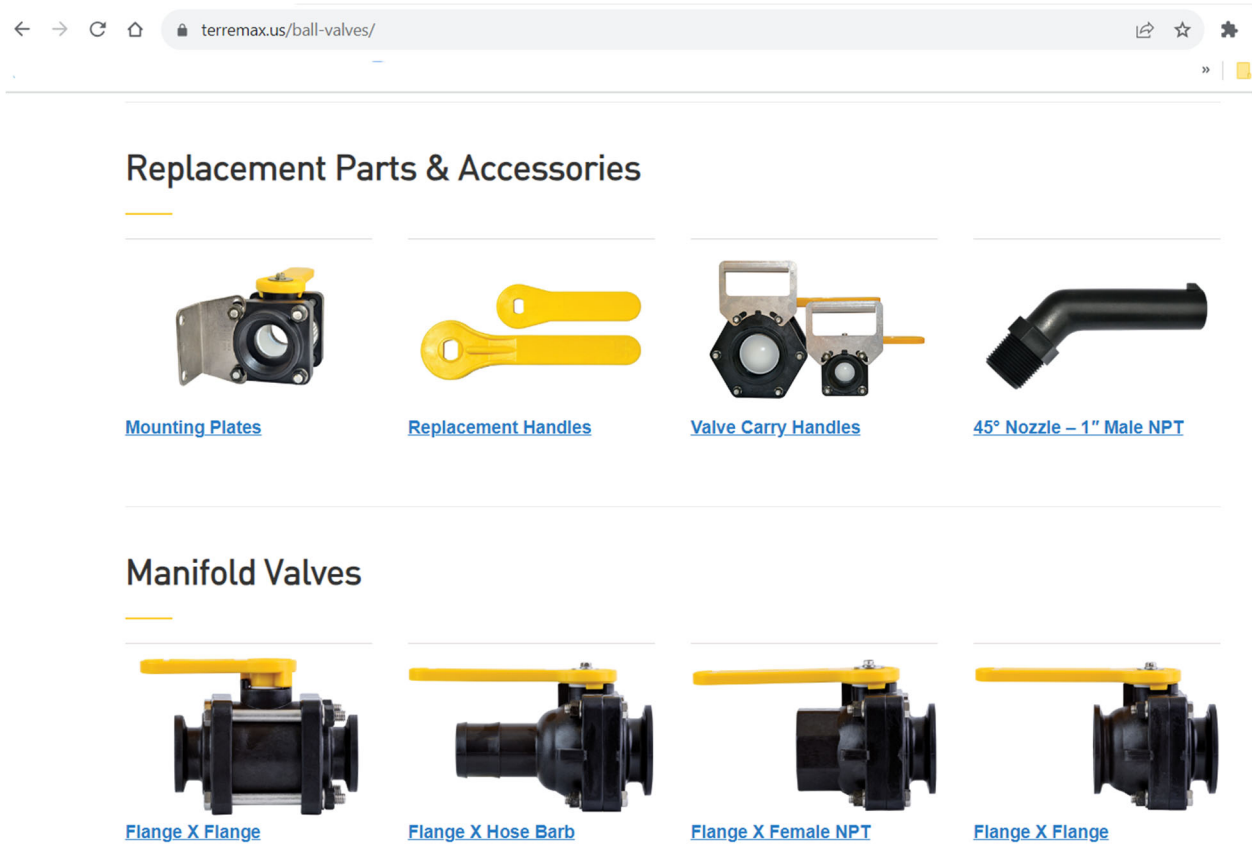 terremax.us/ball-valves/
»
Replacement Parts & Accessories
Mounting Plates
Replacement Handles
Valve Carry Handles
45° Nozzle – 1″ Male NPT
Manifold Valves
Flange X Flange
Flange X Hose Barb
Flange X Female NPT
Flange X Flange